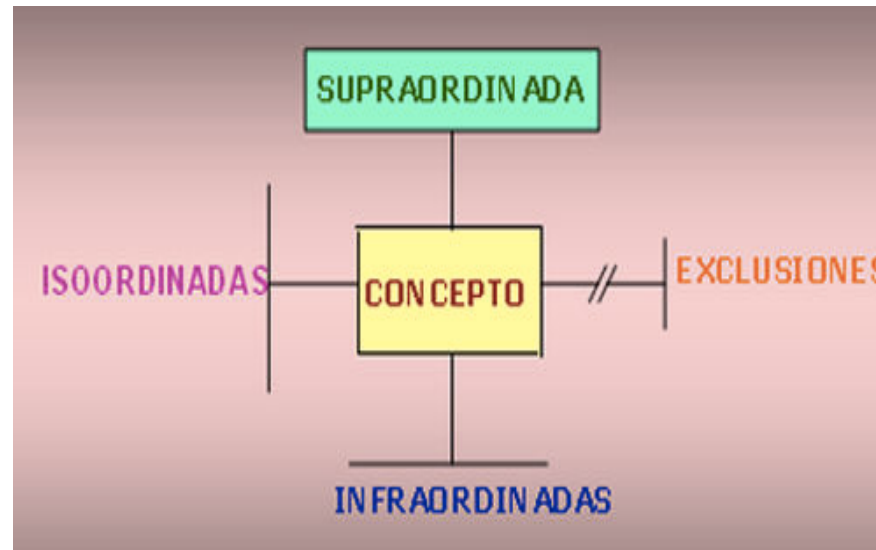 SUPRAORDINADA
ISOORDINADAS
CONCEPTO
EXCLUSIONES
INFRAORDINADAS